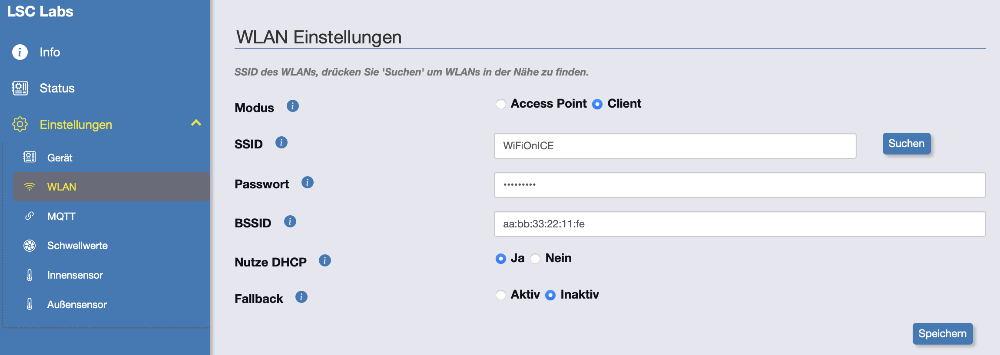 LSC Labs
Info
Status
Einstellungen
Gerät
WLAN
MQTT
Schwellwerte
Innensensor
Außensensor
WLAN Einstellungen
SSID des WLANs, drücken Sie 'Suchen' um WLANs in der Nähe zu finden.
Modus i Access Point Client
SSID i WiFiOnICE Suchen
Passwort i •••••••••
BSSID i aa:bb:33:22:11:fe
Nutze DHCP i Ja Nein
Fallback i Aktiv Inaktiv
Speichern